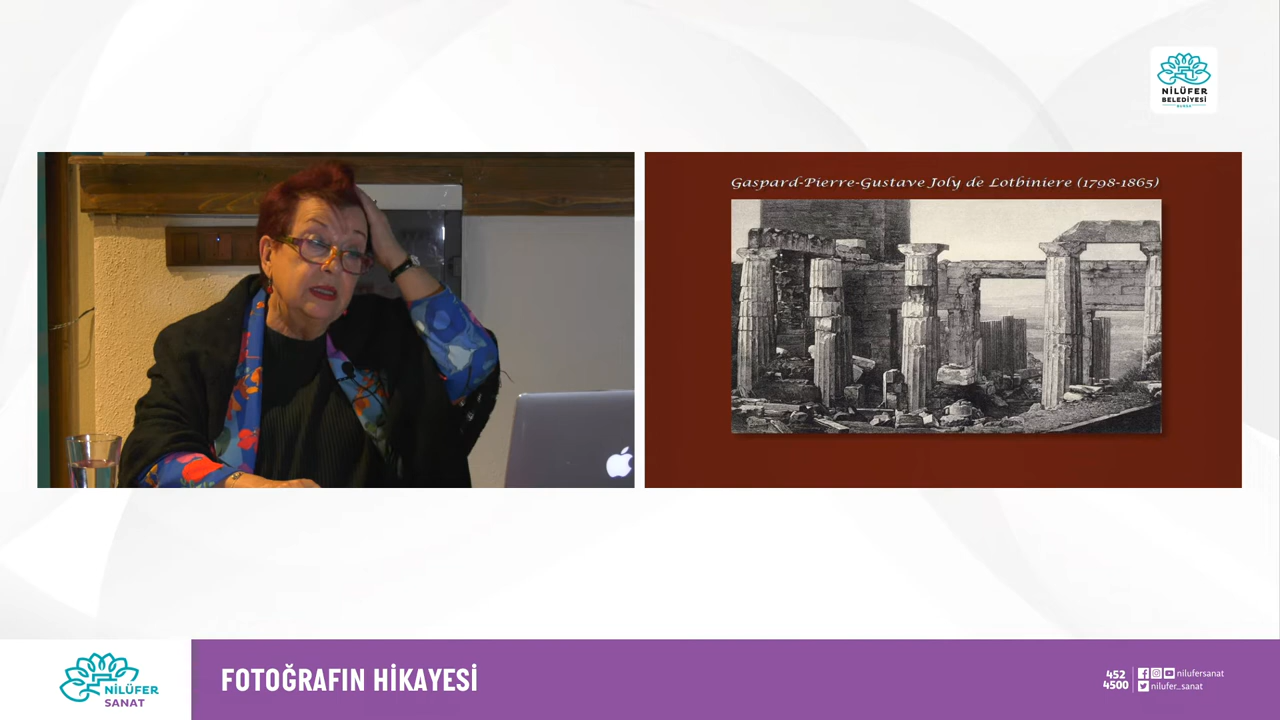 NİLÜFER
BELEDİYESİ
BURSA
Gaspard-Pierre-Gustave Joly de Lotbiniere (1798-1865)
NİLÜFER
SANAT
FOTOĞRAFIN HİKAYESİ
452
4500
nilufersanat
nilufer_sanat